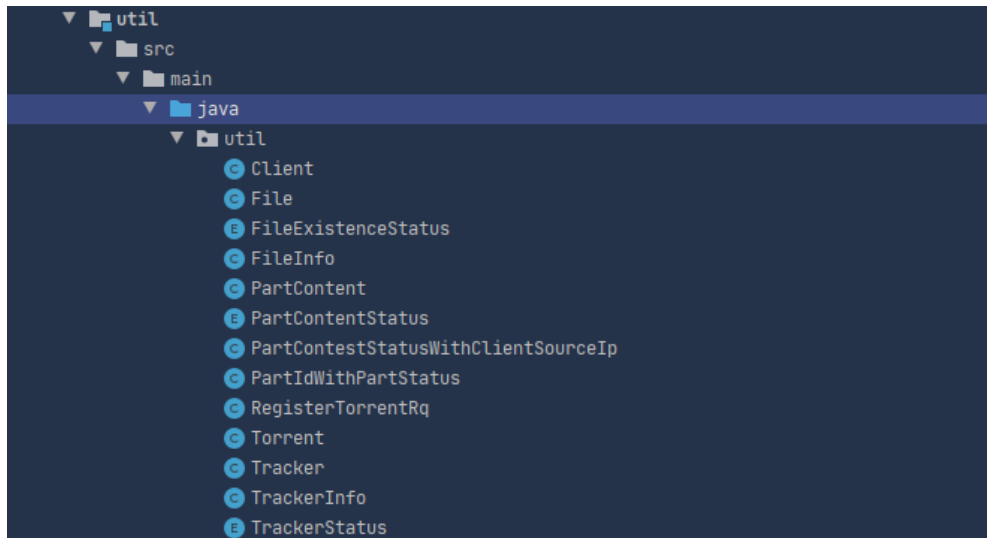 util
src
main
java
util
C Client
C File
E FileExistenceStatus
C FileInfo
C PartContent
E PartContentStatus
C PartContestStatusWithClientSourceIp
C PartIdWithPartStatus
C RegisterTorrentRq
C Torrent
C Tracker
C TrackerInfo
E TrackerStatus